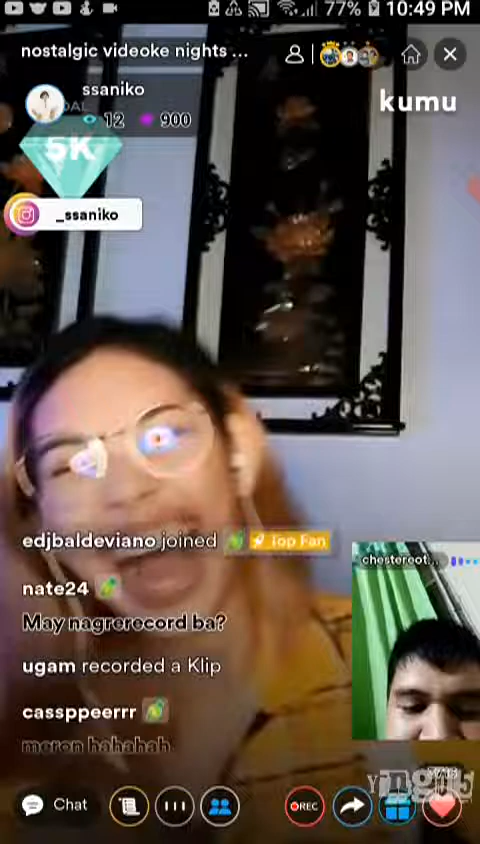 77% 10:49 PM
nostalgic videoke nights ...
ssaniko
12 900
kumu
5K
_ssaniko
edjbaldeviano joined Top Fan
chestereot...
nate24
May nagrerecord ba?
ugam recorded a Klip
cassppeerrr
meron hahahah
Chat
REC